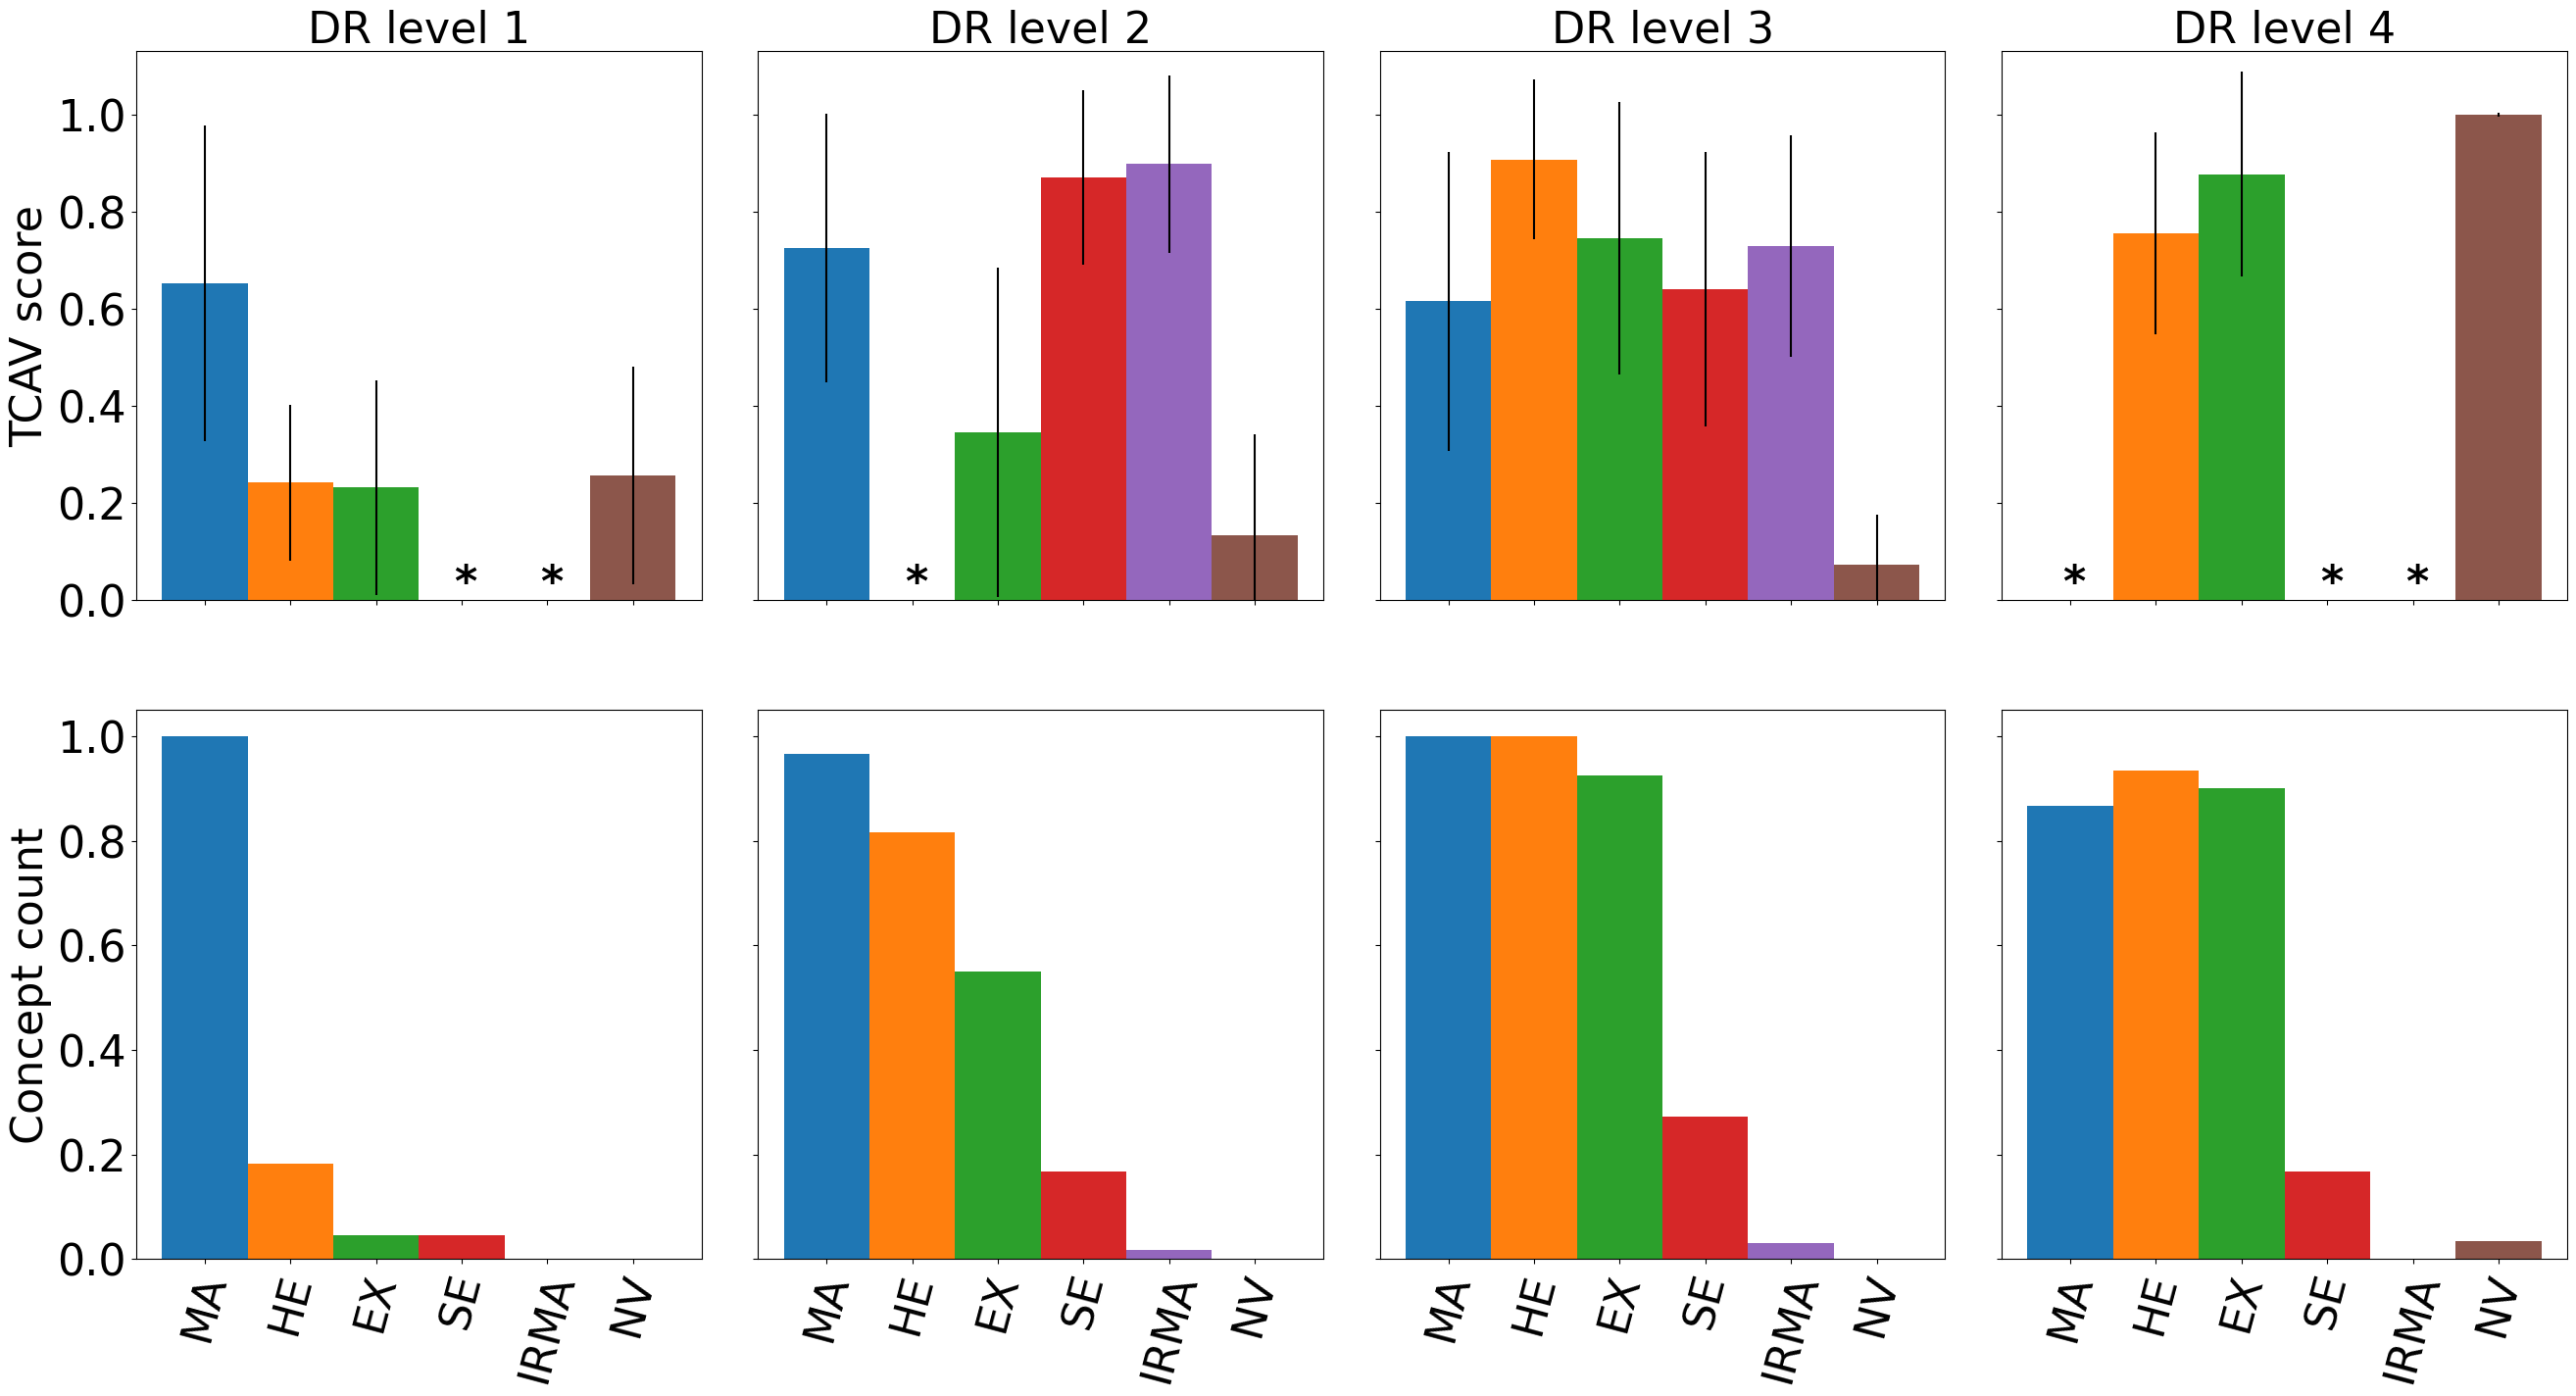 DR level 1
DR level 2
DR level 3
DR level 4
TCAV score
1.0
0.8
0.6
0.4
0.2
0.0
* *
*
* * *
Concept count
1.0
0.8
0.6
0.4
0.2
0.0
MA HE EX SE IRMA NV
MA HE EX SE IRMA NV
MA HE EX SE IRMA NV
MA HE EX SE IRMA NV